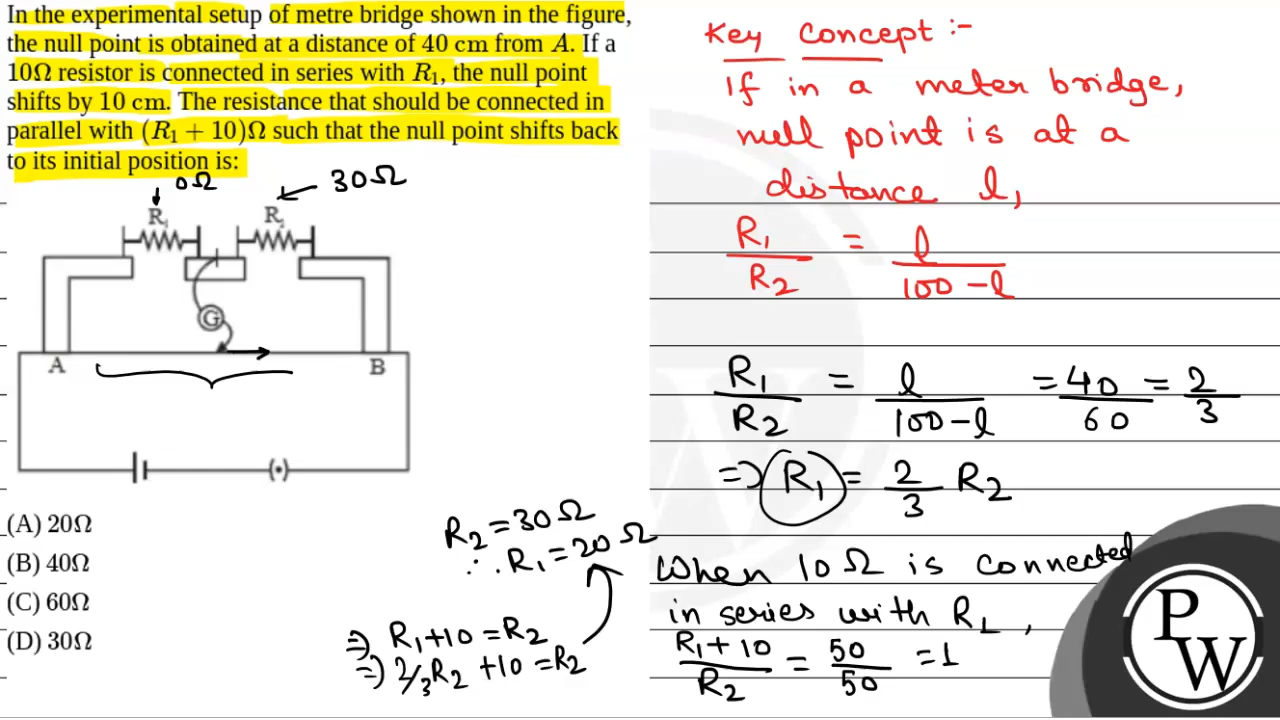 In the experimental setup of metre bridge shown in the figure,
the null point is obtained at a distance of 40 cm from A. If a
10Ω resistor is connected in series with R₁, the null point
shifts by 10 cm. The resistance that should be connected in
parallel with (R₁ + 10)Ω such that the null point shifts back
to its initial position is:
0Ω
30Ω
R₁
R₂
G
A
B
(A) 20Ω
(B) 40Ω
(C) 60Ω
(D) 30Ω
R₂ = 30Ω
∴ R₁ = 20Ω
⇒ R₁ + 10 = R₂
⇒ 2/3 R₂ + 10 = R₂
Key Concept :-
If in a meter bridge,
null point is at a
distance l,
R₁/R₂ = l/(100-l)
R₁/R₂ = l/(100-l) = 40/60 = 2/3
⇒ R₁ = 2/3 R₂
When 10Ω is connected
in series with R₁,
(R₁ + 10)/R₂ = 50/50 = 1
P
W